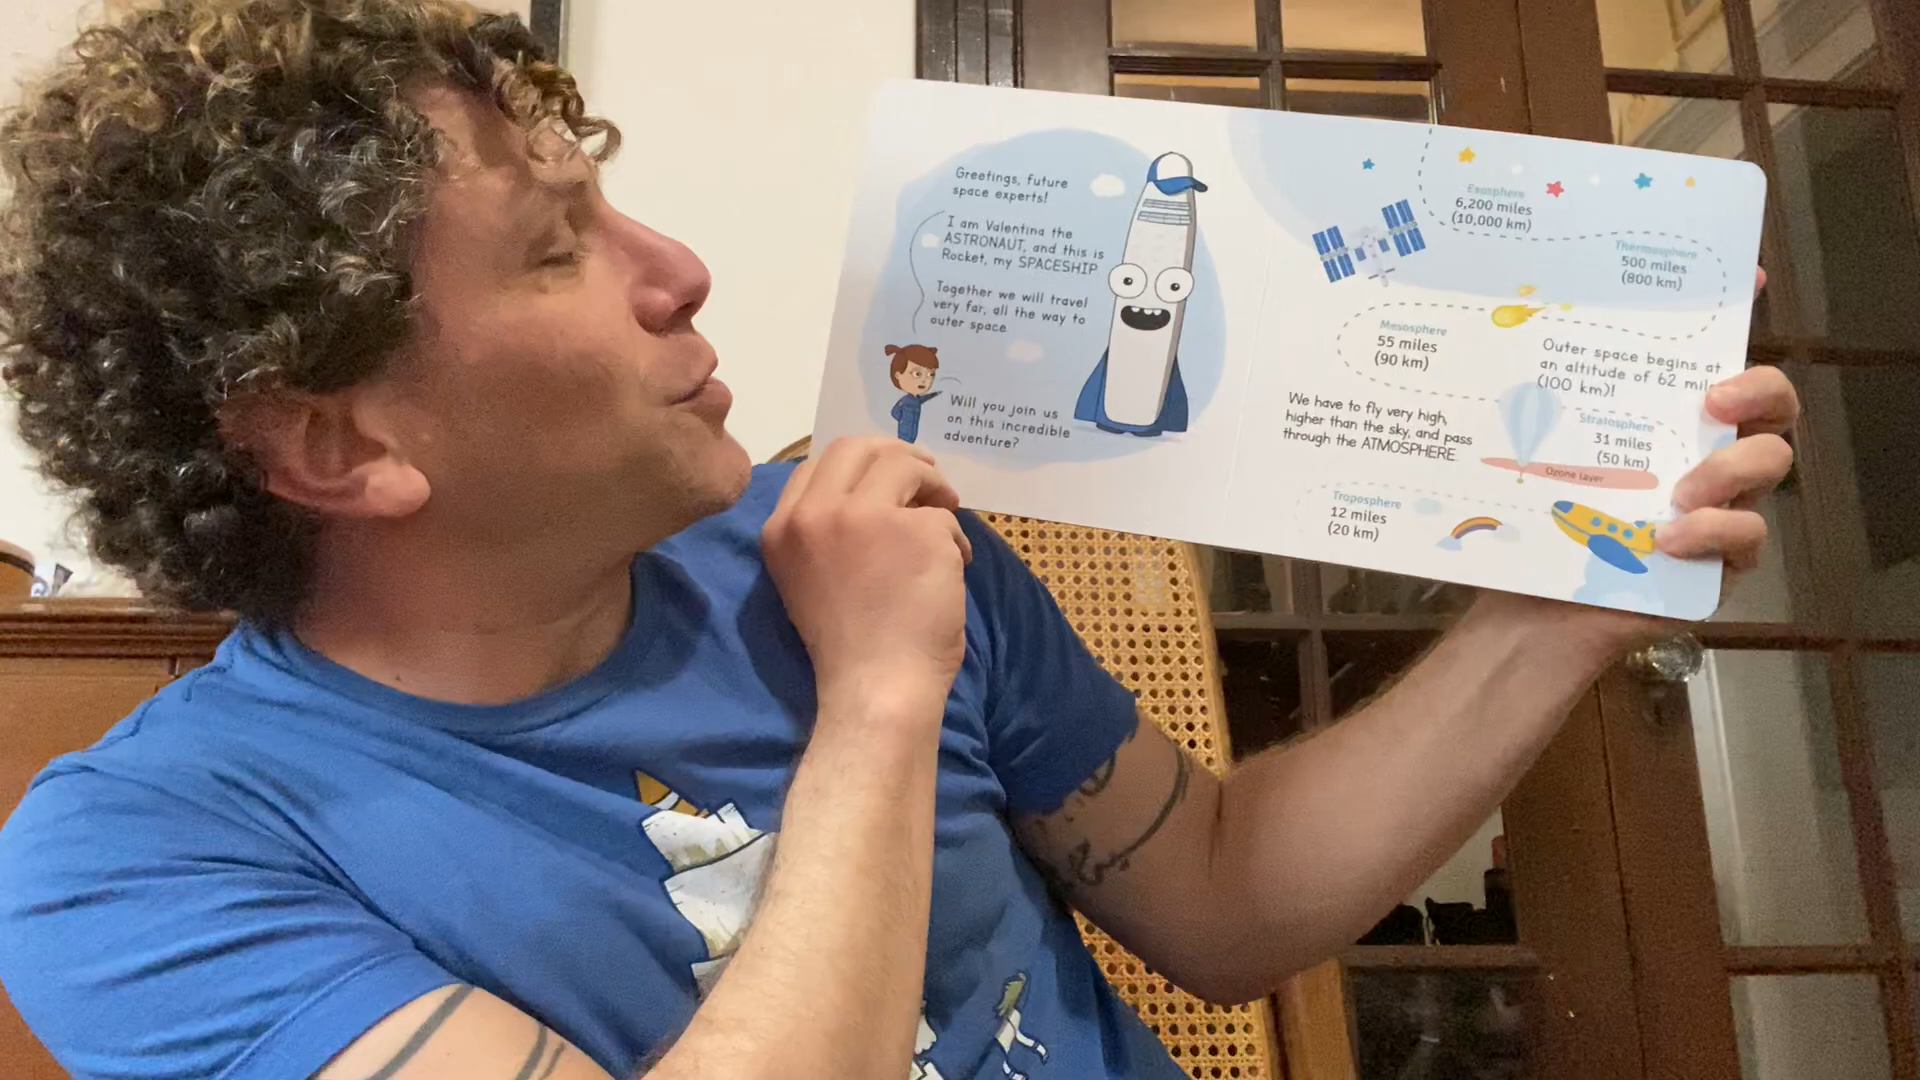 Greetings, future
space experts!
I am Valentina the
ASTRONAUT, and this is
Rocket, my SPACESHIP
Together we will travel
very far, all the way to
outer space.
Will you join us
on this incredible
adventure?
Exosphere
6,200 miles
(10,000 km)
Thermosphere
500 miles
(800 km)
Mesosphere
55 miles
(90 km)
Outer space begins at
an altitude of 62
(100 km)!
We have to fly very high,
higher than the sky, and pass
through the ATMOSPHERE.
Stratosphere
31 miles
(50 km)
Ozone layer
Troposphere
12 miles
(20 km)